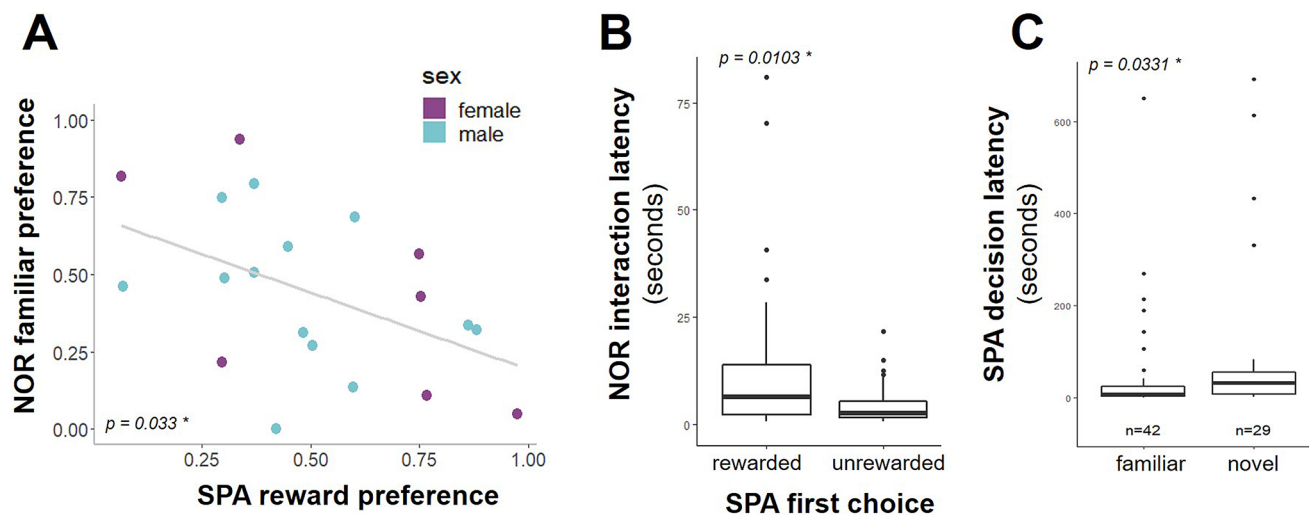 A
sex
female
male
NOR familiar preference
1.00
0.75
0.50
0.25
0.00
p = 0.033 *
0.25
0.50
0.75
1.00
SPA reward preference
B
p = 0.0103 *
NOR interaction latency
(seconds)
75
50
25
0
rewarded
unrewarded
SPA first choice
C
p = 0.0331 *
SPA decision latency
(seconds)
600
400
200
0
n=42
n=29
familiar
novel